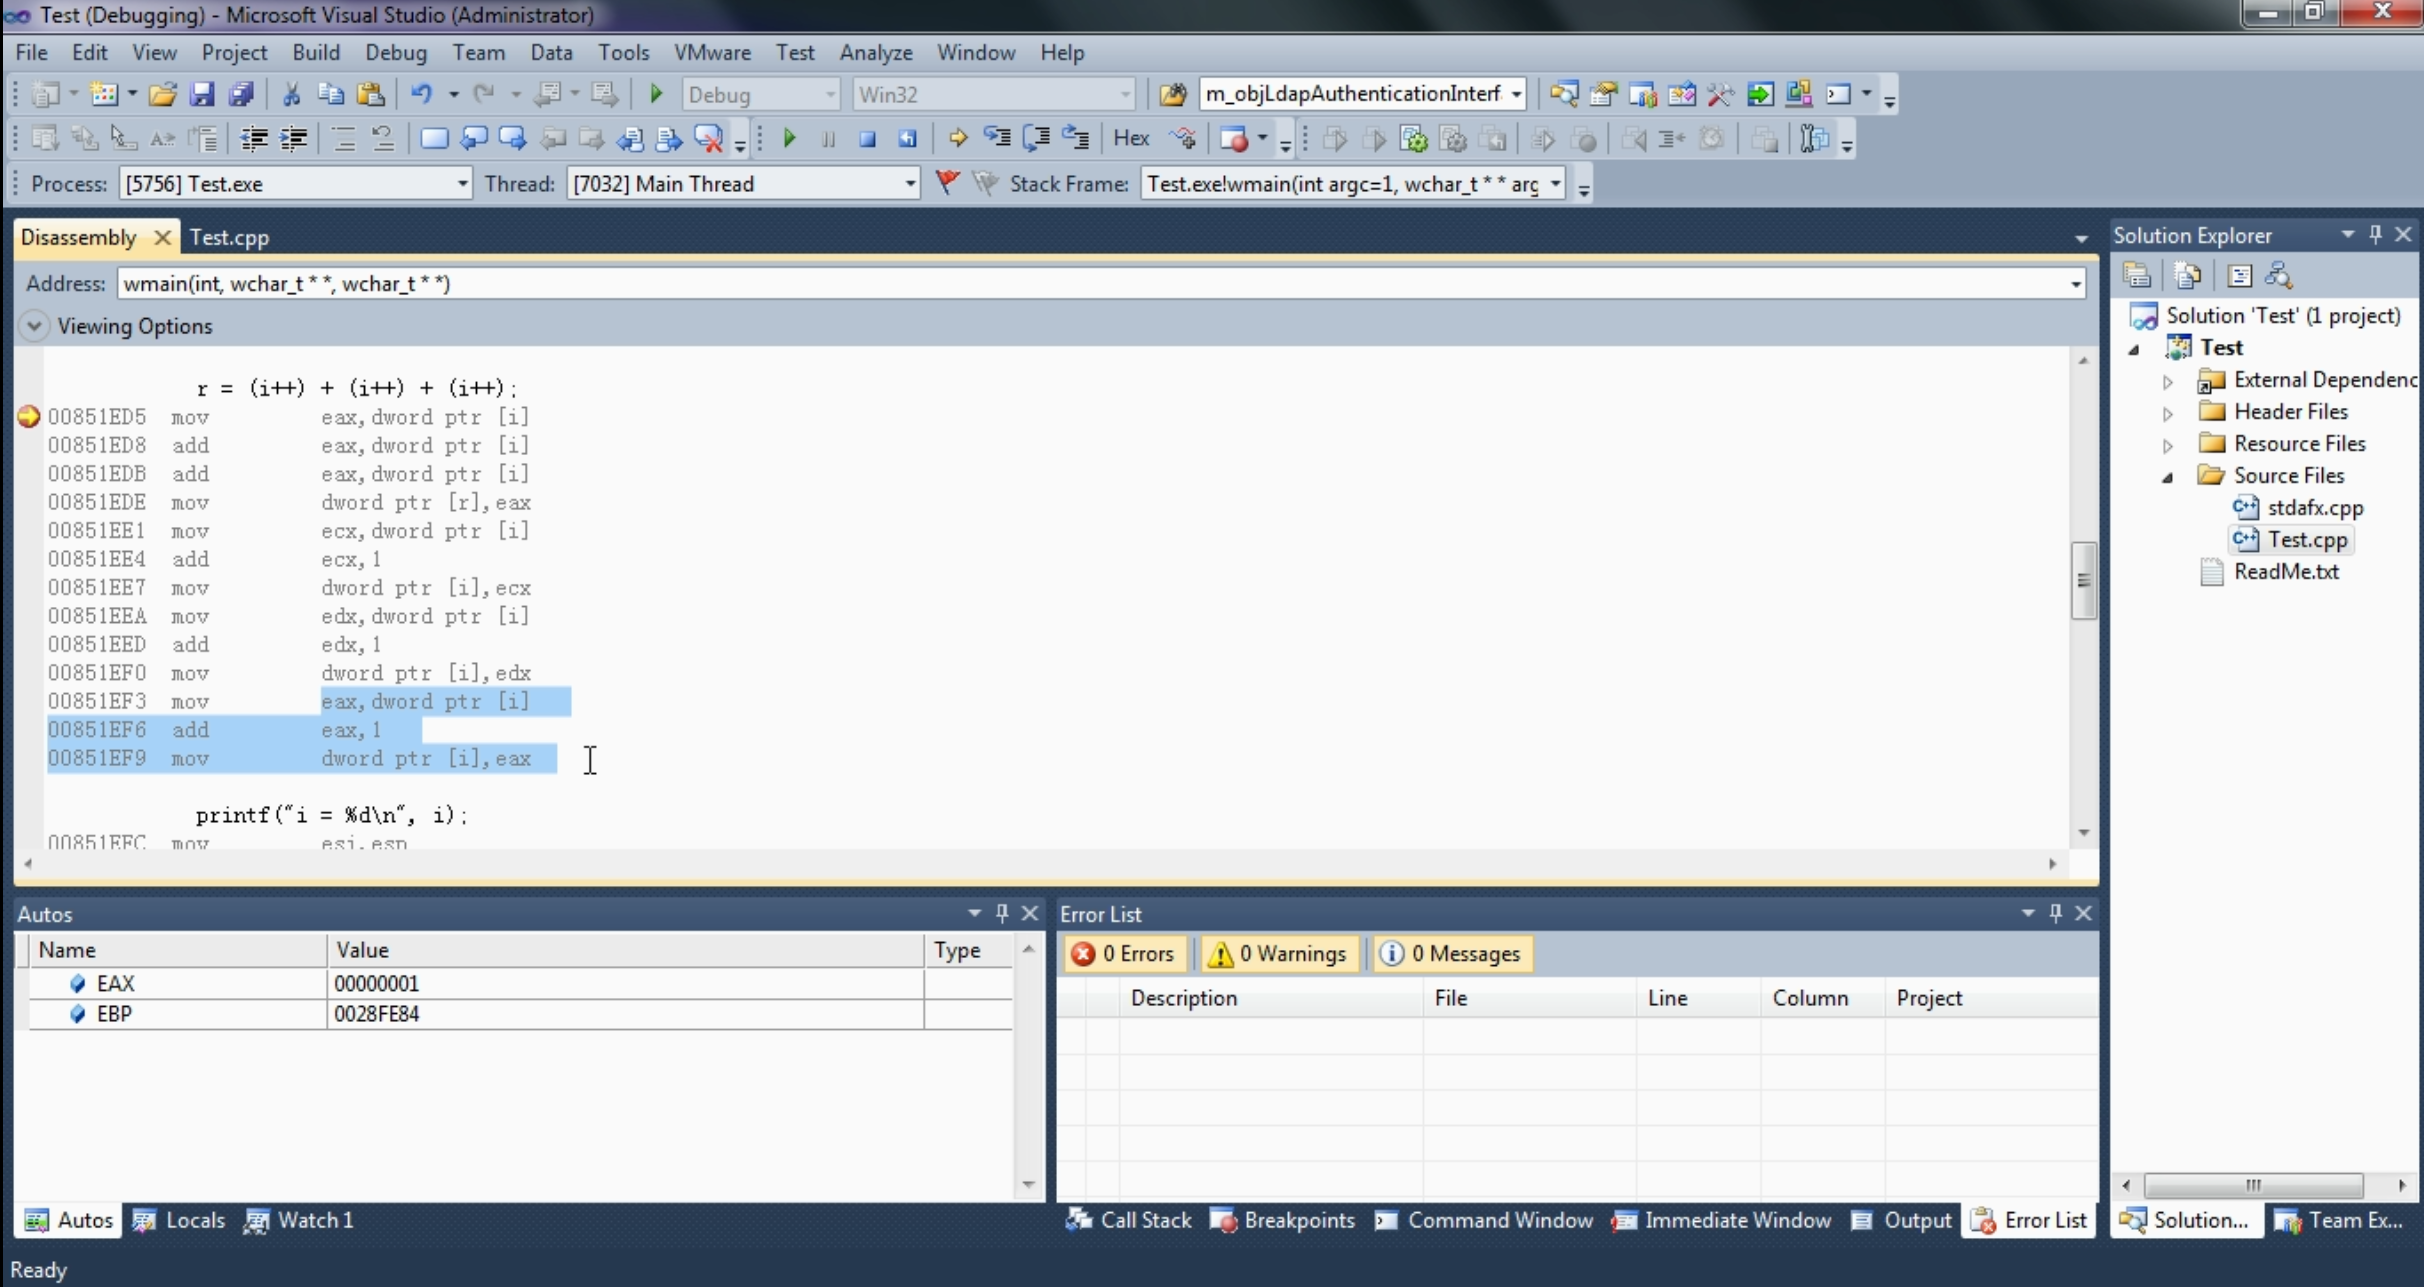 Test (Debugging) - Microsoft Visual Studio (Administrator)
File Edit View Project Build Debug Team Data Tools VMware Test Analyze Window Help
Debug Win32 m_objLdapAuthenticationInterf
Hex
Process: [5756] Test.exe Thread: [7032] Main Thread Stack Frame: Test.exe!wmain(int argc=1, wchar_t * * arg
Disassembly Test.cpp
Address: wmain(int, wchar_t * *, wchar_t * *)
Viewing Options
r = (i++) + (i++) + (i++);
00851ED5 mov eax,dword ptr [i]
00851ED8 add eax,dword ptr [i]
00851EDB add eax,dword ptr [i]
00851EDE mov dword ptr [r],eax
00851EE1 mov ecx,dword ptr [i]
00851EE4 add ecx,1
00851EE7 mov dword ptr [i],ecx
00851EEA mov edx,dword ptr [i]
00851EED add edx,1
00851EF0 mov dword ptr [i],edx
00851EF3 mov eax,dword ptr [i]
00851EF6 add eax,1
00851EF9 mov dword ptr [i],eax
printf("i = %d\n", i);
00851EFC mov esi,esp
Solution Explorer
Solution 'Test' (1 project)
Test
External Dependenc
Header Files
Resource Files
Source Files
stdafx.cpp
Test.cpp
ReadMe.txt
Autos
Name Value Type
EAX 00000001
EBP 0028FE84
Autos Locals Watch 1
Error List
0 Errors 0 Warnings 0 Messages
Description File Line Column Project
Call Stack Breakpoints Command Window Immediate Window Output Error List
Solution... Team Ex...
Ready